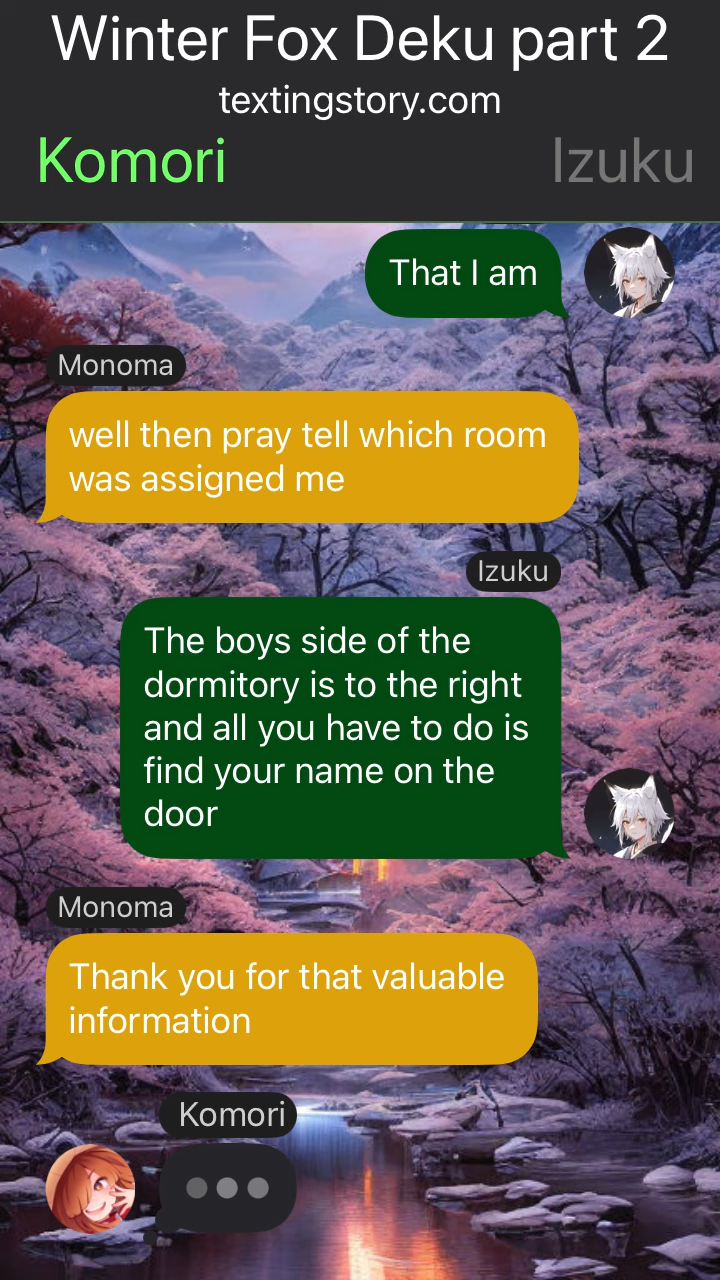 Winter Fox Deku part 2
textingstory.com
Komori Izuku
That I am
Monoma
well then pray tell which room
was assigned me
Izuku
The boys side of the
dormitory is to the right
and all you have to do is
find your name on the
door
Monoma
Thank you for that valuable
information
Komori